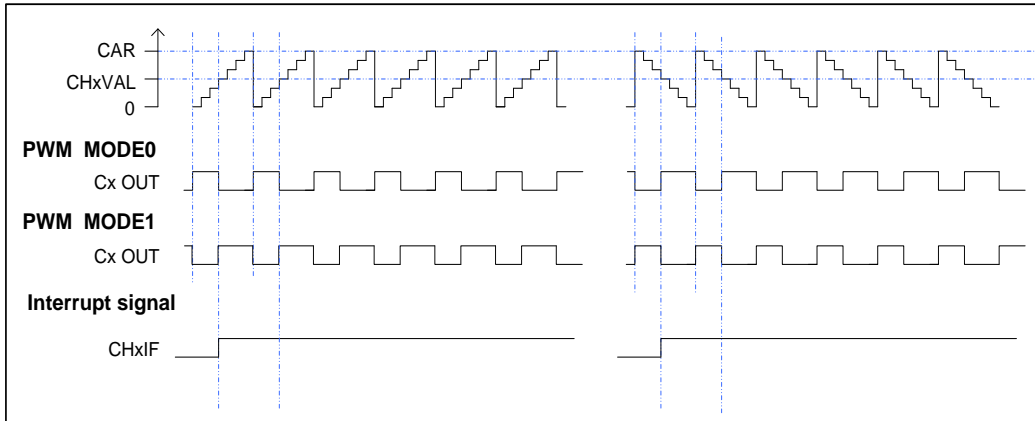 CAR
CHxVAL
0
PWM MODE0
Cx OUT
PWM MODE1
Cx OUT
Interrupt signal
CHxIF